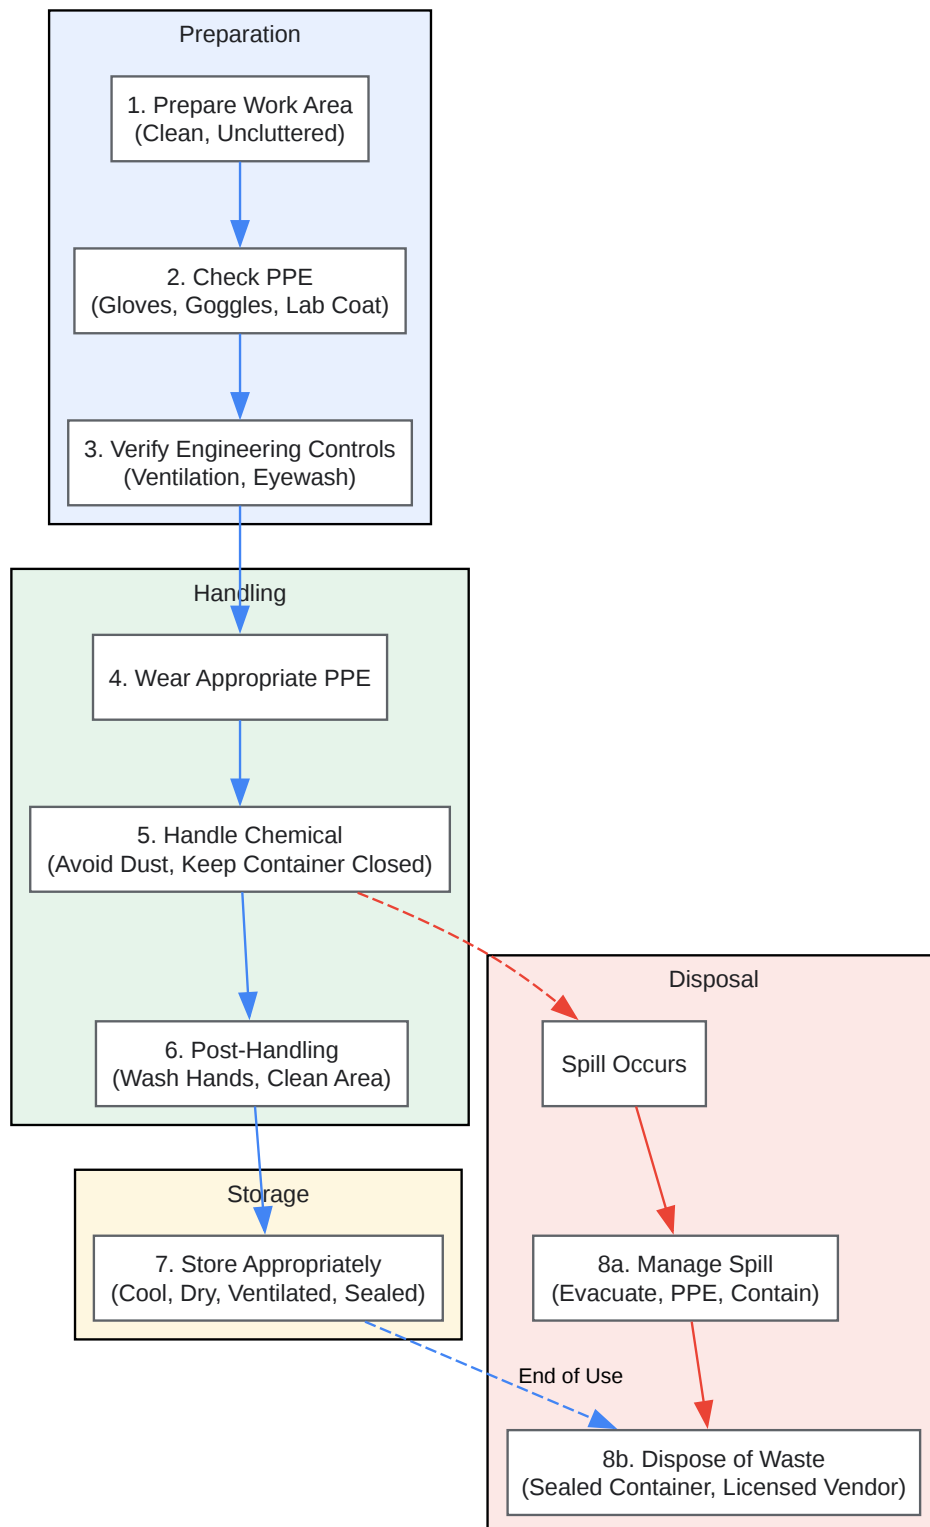 Preparation
1. Prepare Work Area
(Clean, Uncluttered)
2. Check PPE
(Gloves, Goggles, Lab Coat)
3. Verify Engineering Controls
(Ventilation, Eyewash)
Handling
4. Wear Appropriate PPE
5. Handle Chemical
(Avoid Dust, Keep Container Closed)
6. Post-Handling
(Wash Hands, Clean Area)
Storage
7. Store Appropriately
(Cool, Dry, Ventilated, Sealed)
Disposal
Spill Occurs
8a. Manage Spill
(Evacuate, PPE, Contain)
End of Use
8b. Dispose of Waste
(Sealed Container, Licensed Vendor)